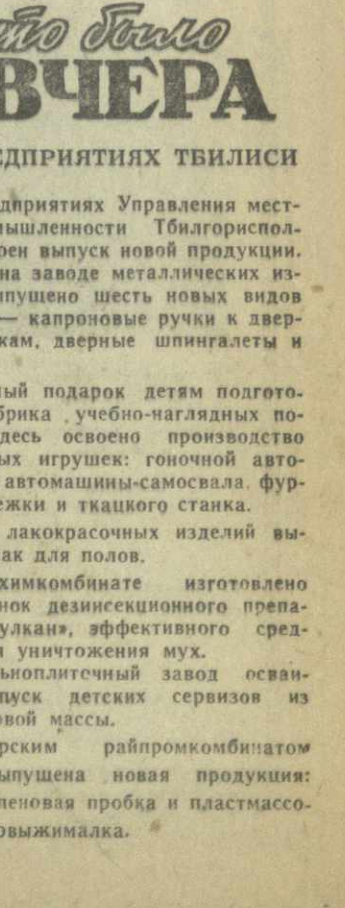 то было
ВЧЕРА
ЕДПРИЯТИЯХ ТБИЛИСИ
дприятиях Управления мест-
мышленности Тбилгориспол-
оен выпуск новой продукции.
на заводе металлических из-
пущено шесть новых видов
— капроновые ручки к двер-
кам, дверные шпингалеты и
ный подарок детям подгото-
брика учебно-наглядных по-
десь освоено производство
ых игрушек: гоночной авто-
автомашины-самосвала, фур-
ежки и ткацкого станка.
лакокрасочных изделий вы-
ак для полов.
химкомбинате изготовлено
нок дезинсекционного препа-
улкан», эффективного сред-
я уничтожения мух.
ьноплиточный завод осваи-
пуск детских сервизов из
овой массы.
рским райпромкомбинатом
ыпущена новая продукция:
леновая пробка и пластмассо-
овыжималка.